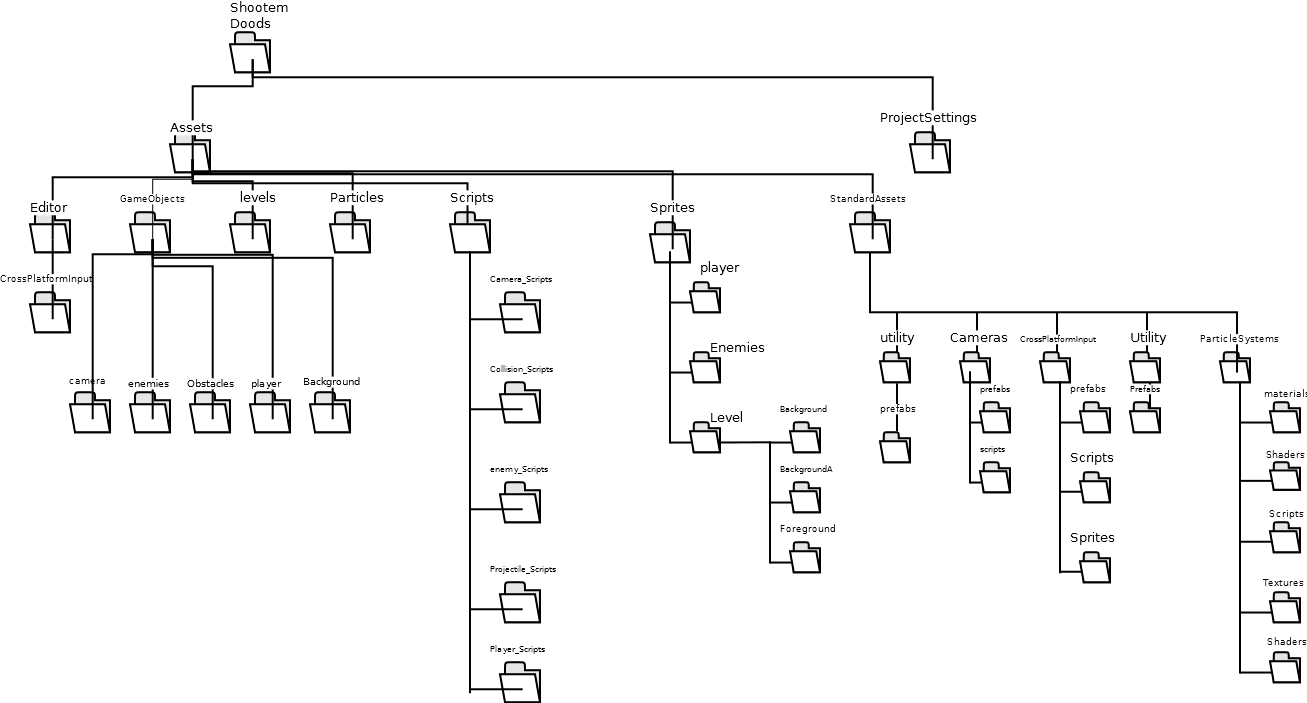 Shootem
Doods
Assets
ProjectSettings
Editor
GameObjects
levels
Particles
Scripts
Sprites
StandardAssets
CrossPlatformInput
camera
enemies
Obstacles
player
Background
Camera_Scripts
Collision_Scripts
enemy_Scripts
Projectile_Scripts
Player_Scripts
player
Enemies
Level
Background
BackgroundA
Foreground
utility
Cameras
CrossPlatformInput
Utility
ParticleSystems
prefabs
prefabs
scripts
prefabs
Scripts
Sprites
Prefabs
materials
Shaders
Scripts
Textures
Shaders